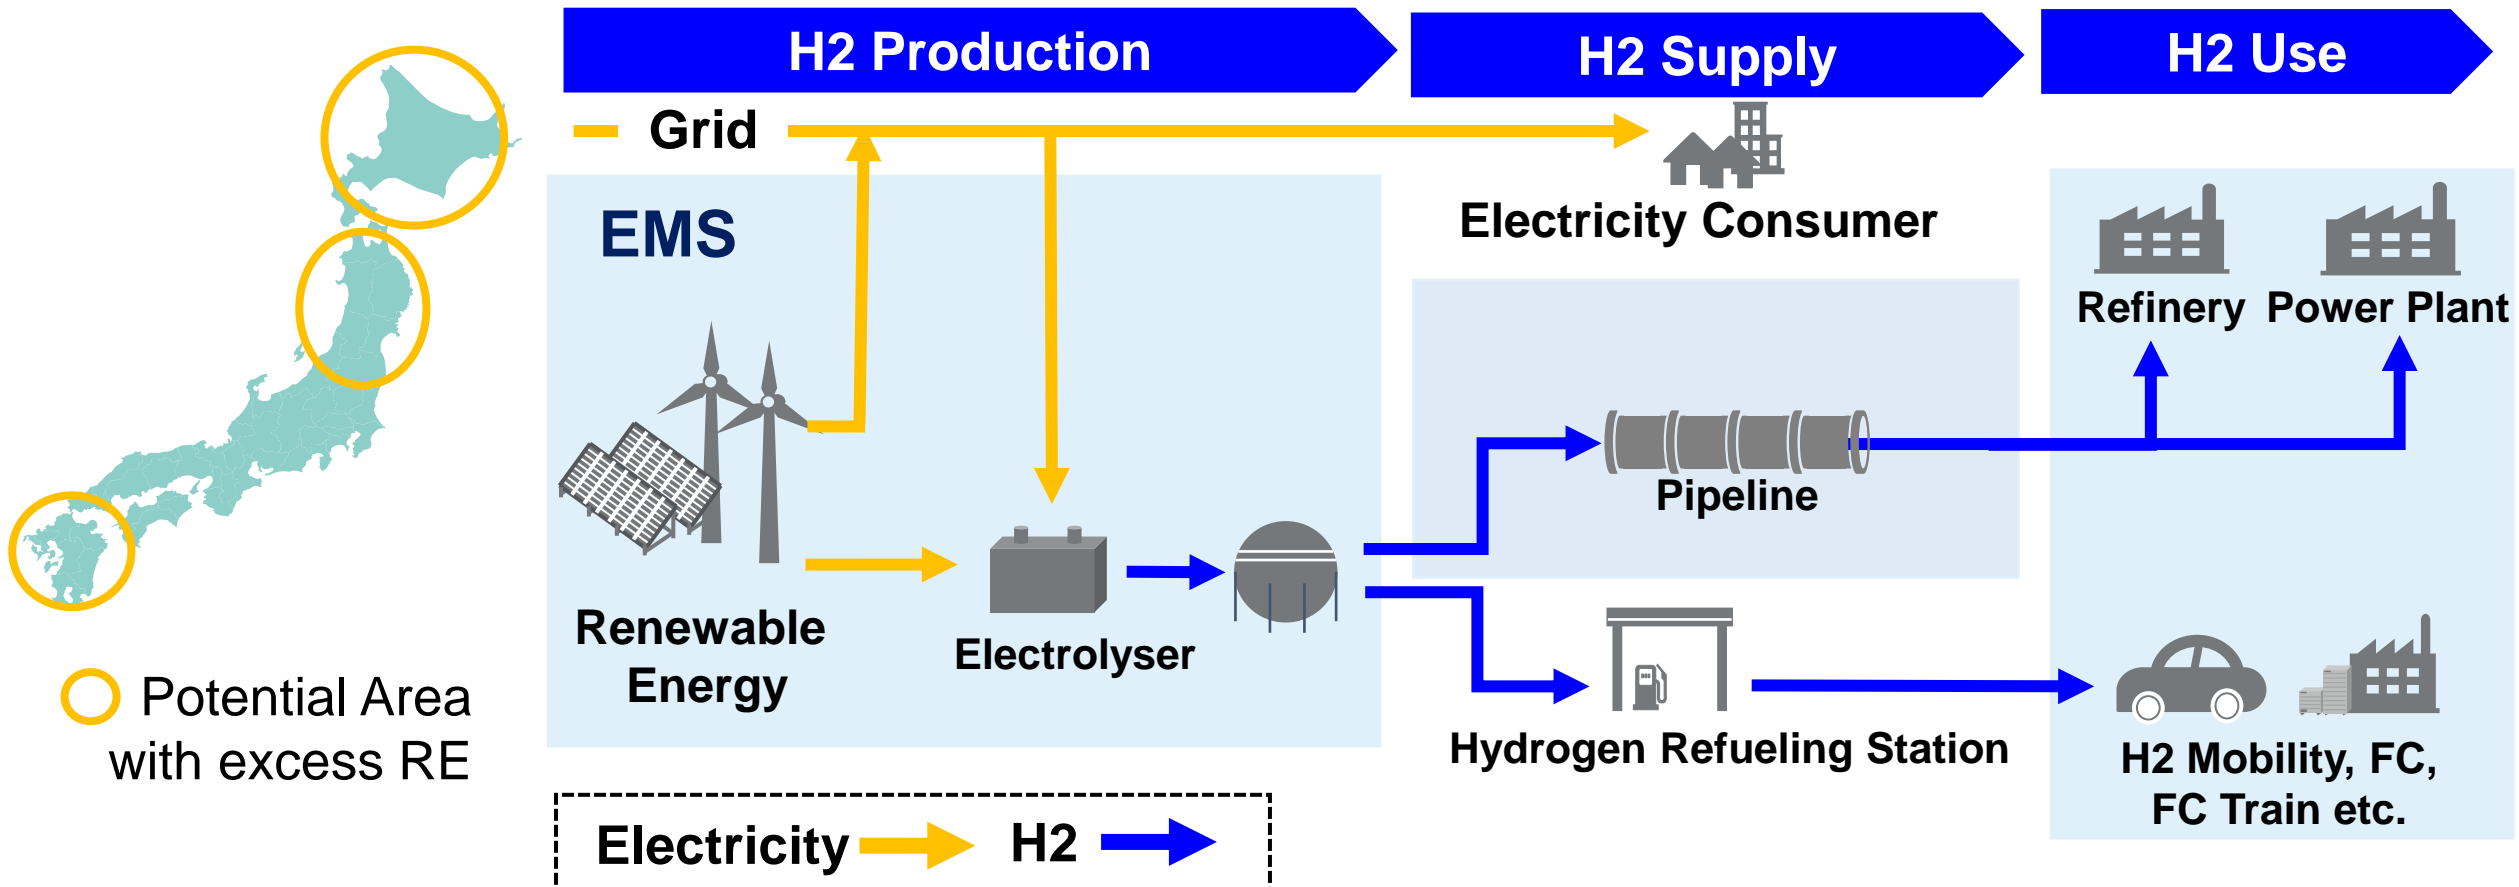 H2 Production
H2 Supply
H2 Use
Grid
EMS
Electricity Consumer
Refinery
Power Plant
Pipeline
Renewable
Energy
Electrolyser
Hydrogen Refueling Station
H2 Mobility, FC,
FC Train etc.
Potential Area
with excess RE
Electricity
H2